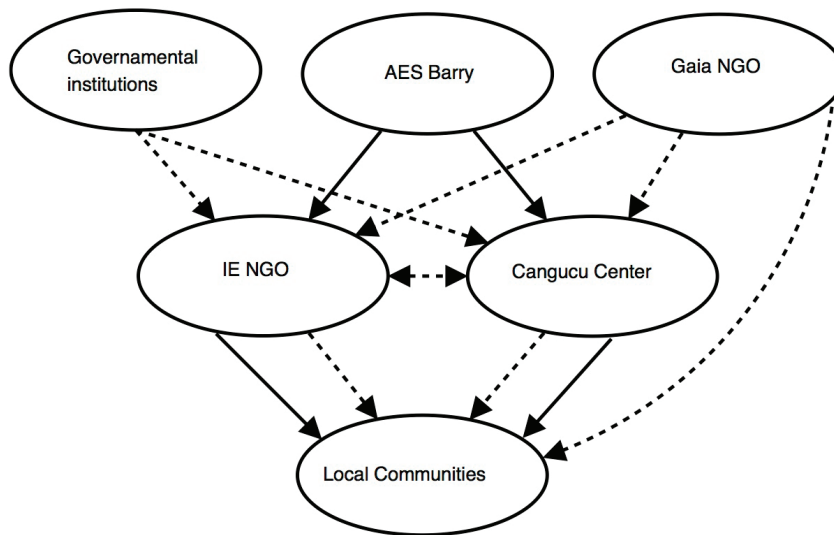 Governamental
institutions
AES Barry
Gaia NGO
IE NGO
Cangucu Center
Local Communities